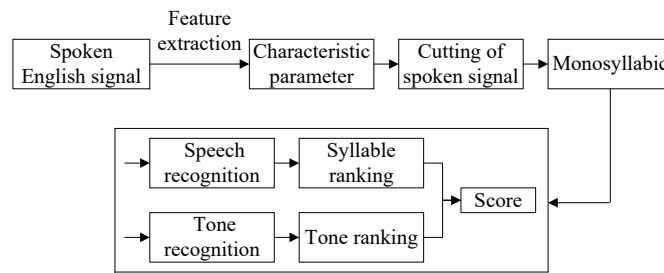 Spoken
English signal
Feature
extraction
Characteristic
parameter
Cutting of
spoken signal
Monosyllabic
Speech
recognition
Syllable
ranking
Score
Tone
recognition
Tone ranking